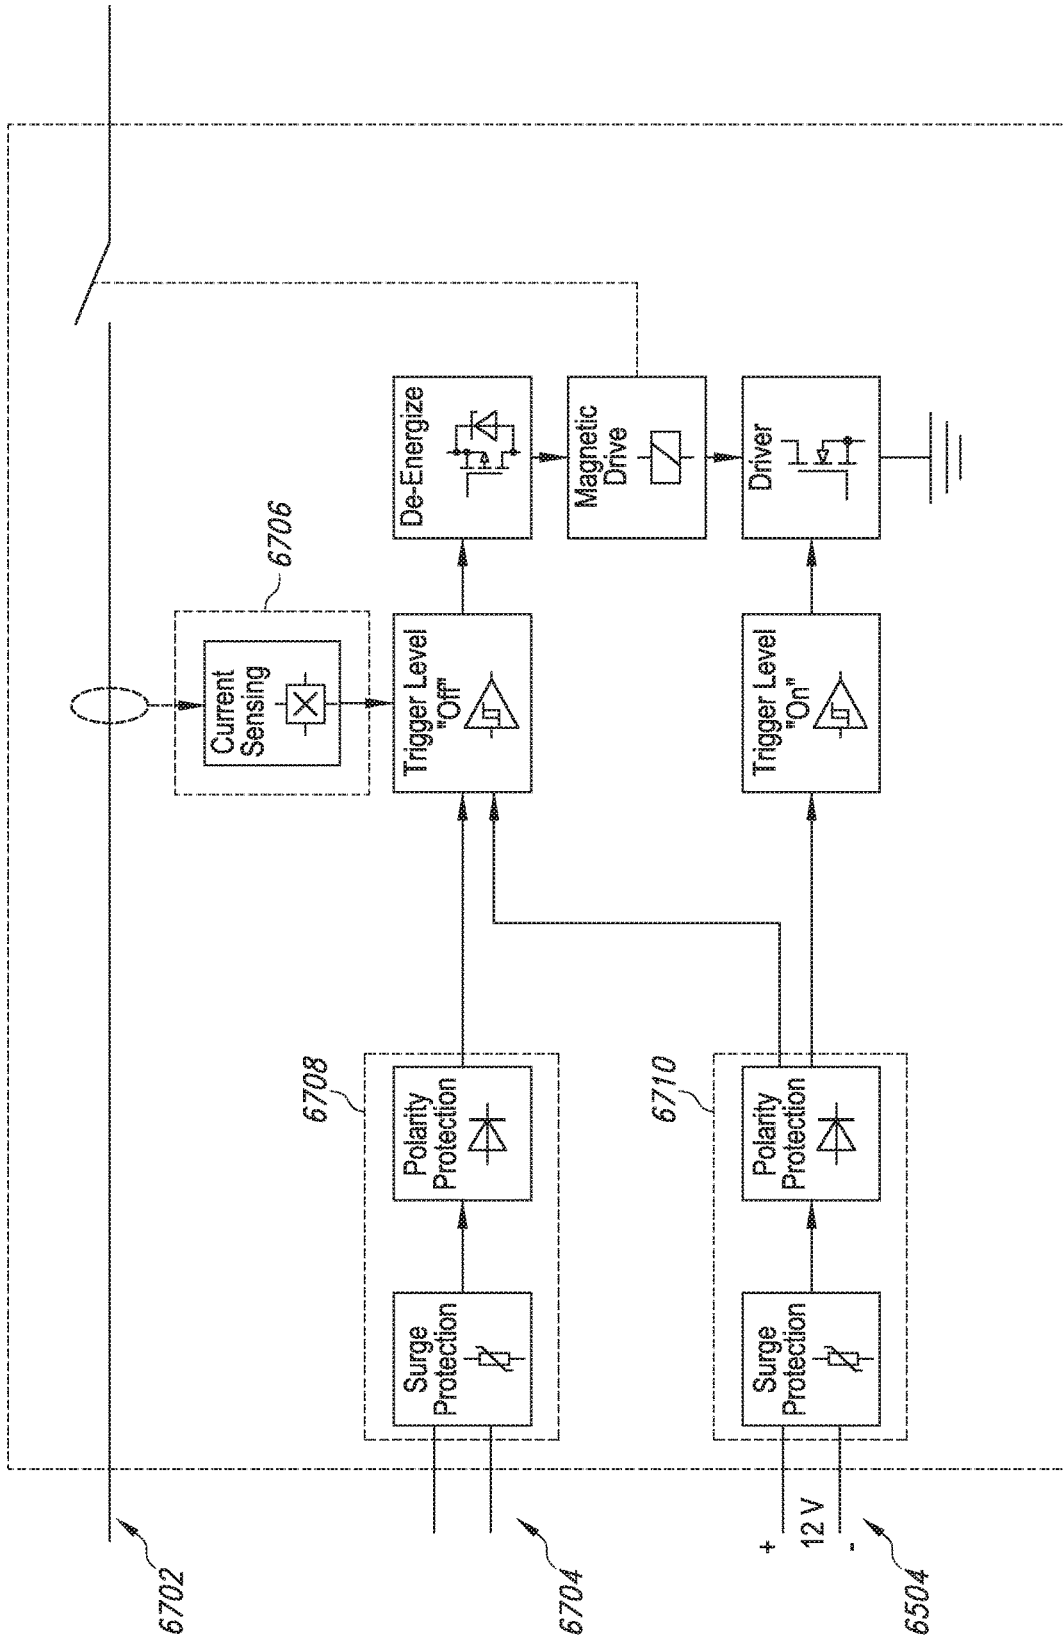 6702
6706
Current
Sensing
De-Energize
Trigger Level
"Off"
Magnetic
Drive
6708
Surge
Protection
Polarity
Protection
6704
6710
Surge
Protection
Polarity
Protection
Trigger Level
"On"
Driver
+
12 V
-
6504